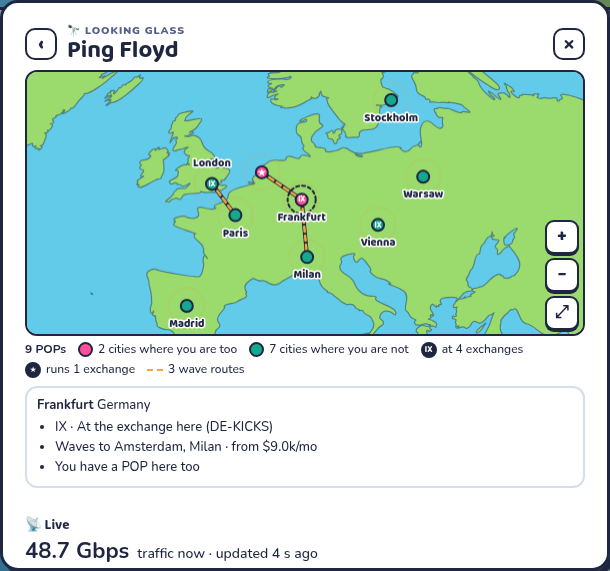 LOOKING GLASS
Ping Floyd
Stockholm
London
IX
IX
Warsaw
Frankfurt
Paris
IX
Vienna
Milan
Madrid
9 POPs 2 cities where you are too 7 cities where you are not IX at 4 exchanges
runs 1 exchange 3 wave routes
Frankfurt Germany
• IX · At the exchange here (DE-KICKS)
• Waves to Amsterdam, Milan · from $9.0k/mo
• You have a POP here too
Live
48.7 Gbps traffic now · updated 4 s ago